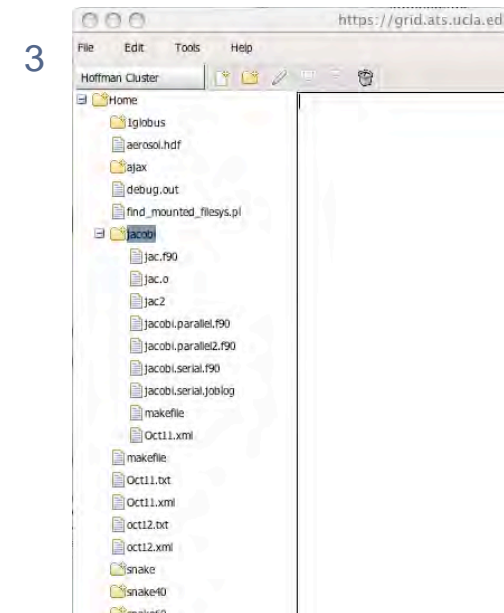 3
https://grid.ats.ucla.ed
File Edit Tools Help
Hoffman Cluster
Home
1globus
aerosol.hdf
ajax
debug.out
find_mounted_filesys.pl
jacobi
jac.f90
jac.o
jac2
jacobi.parallel.f90
jacobi.parallel2.f90
jacobi.serial.f90
jacobi.serial.joblog
makefile
Oct11.xml
makefile
Oct11.txt
Oct11.xml
oct12.txt
oct12.xml
snake
snake40